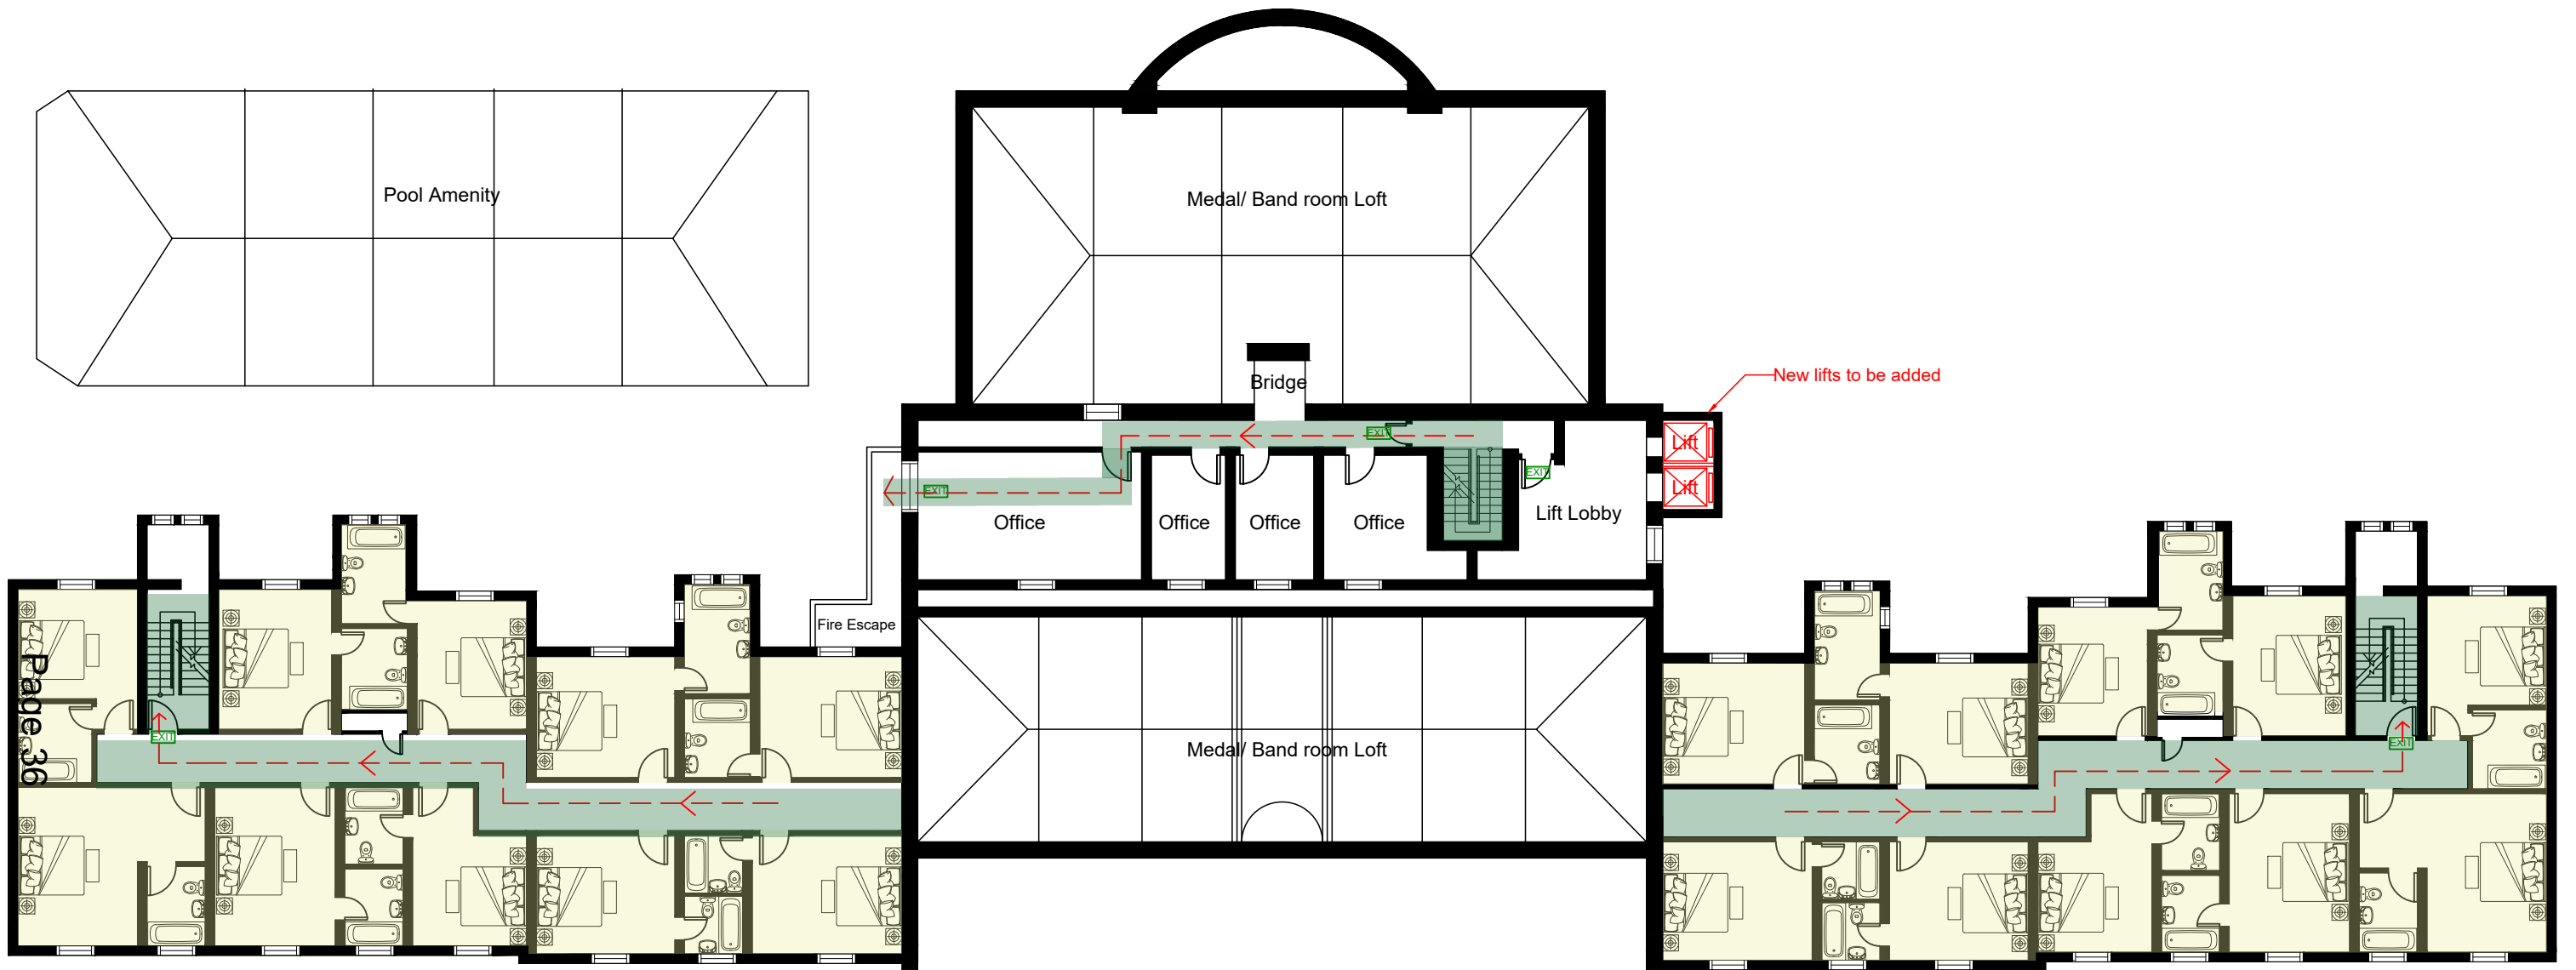 Pool Amenity
Medal/ Band room Loft
Bridge
New lifts to be added
EXIT
Lift
EXIT
EXIT
Lift
Office
Office
Office
Office
Lift Lobby
Fire Escape
Page 36
EXIT
EXIT
Medal/ Band room Loft